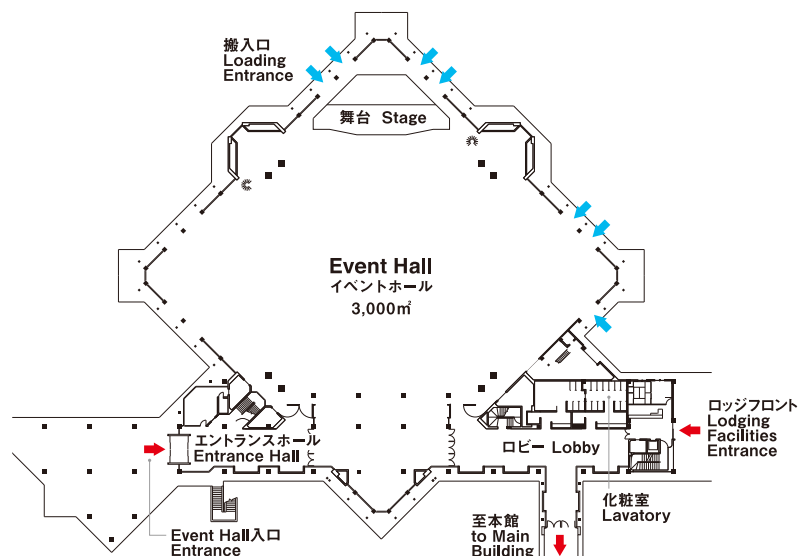 搬入口
Loading
Entrance
舞台 Stage
Event Hall
イベントホール
3,000㎡
エントランスホール
Entrance Hall
ロビー Lobby
ロッジフロント
Lodging
Facilities
Entrance
化粧室
Lavatory
Event Hall入口
Entrance
至本館
to Main
Building